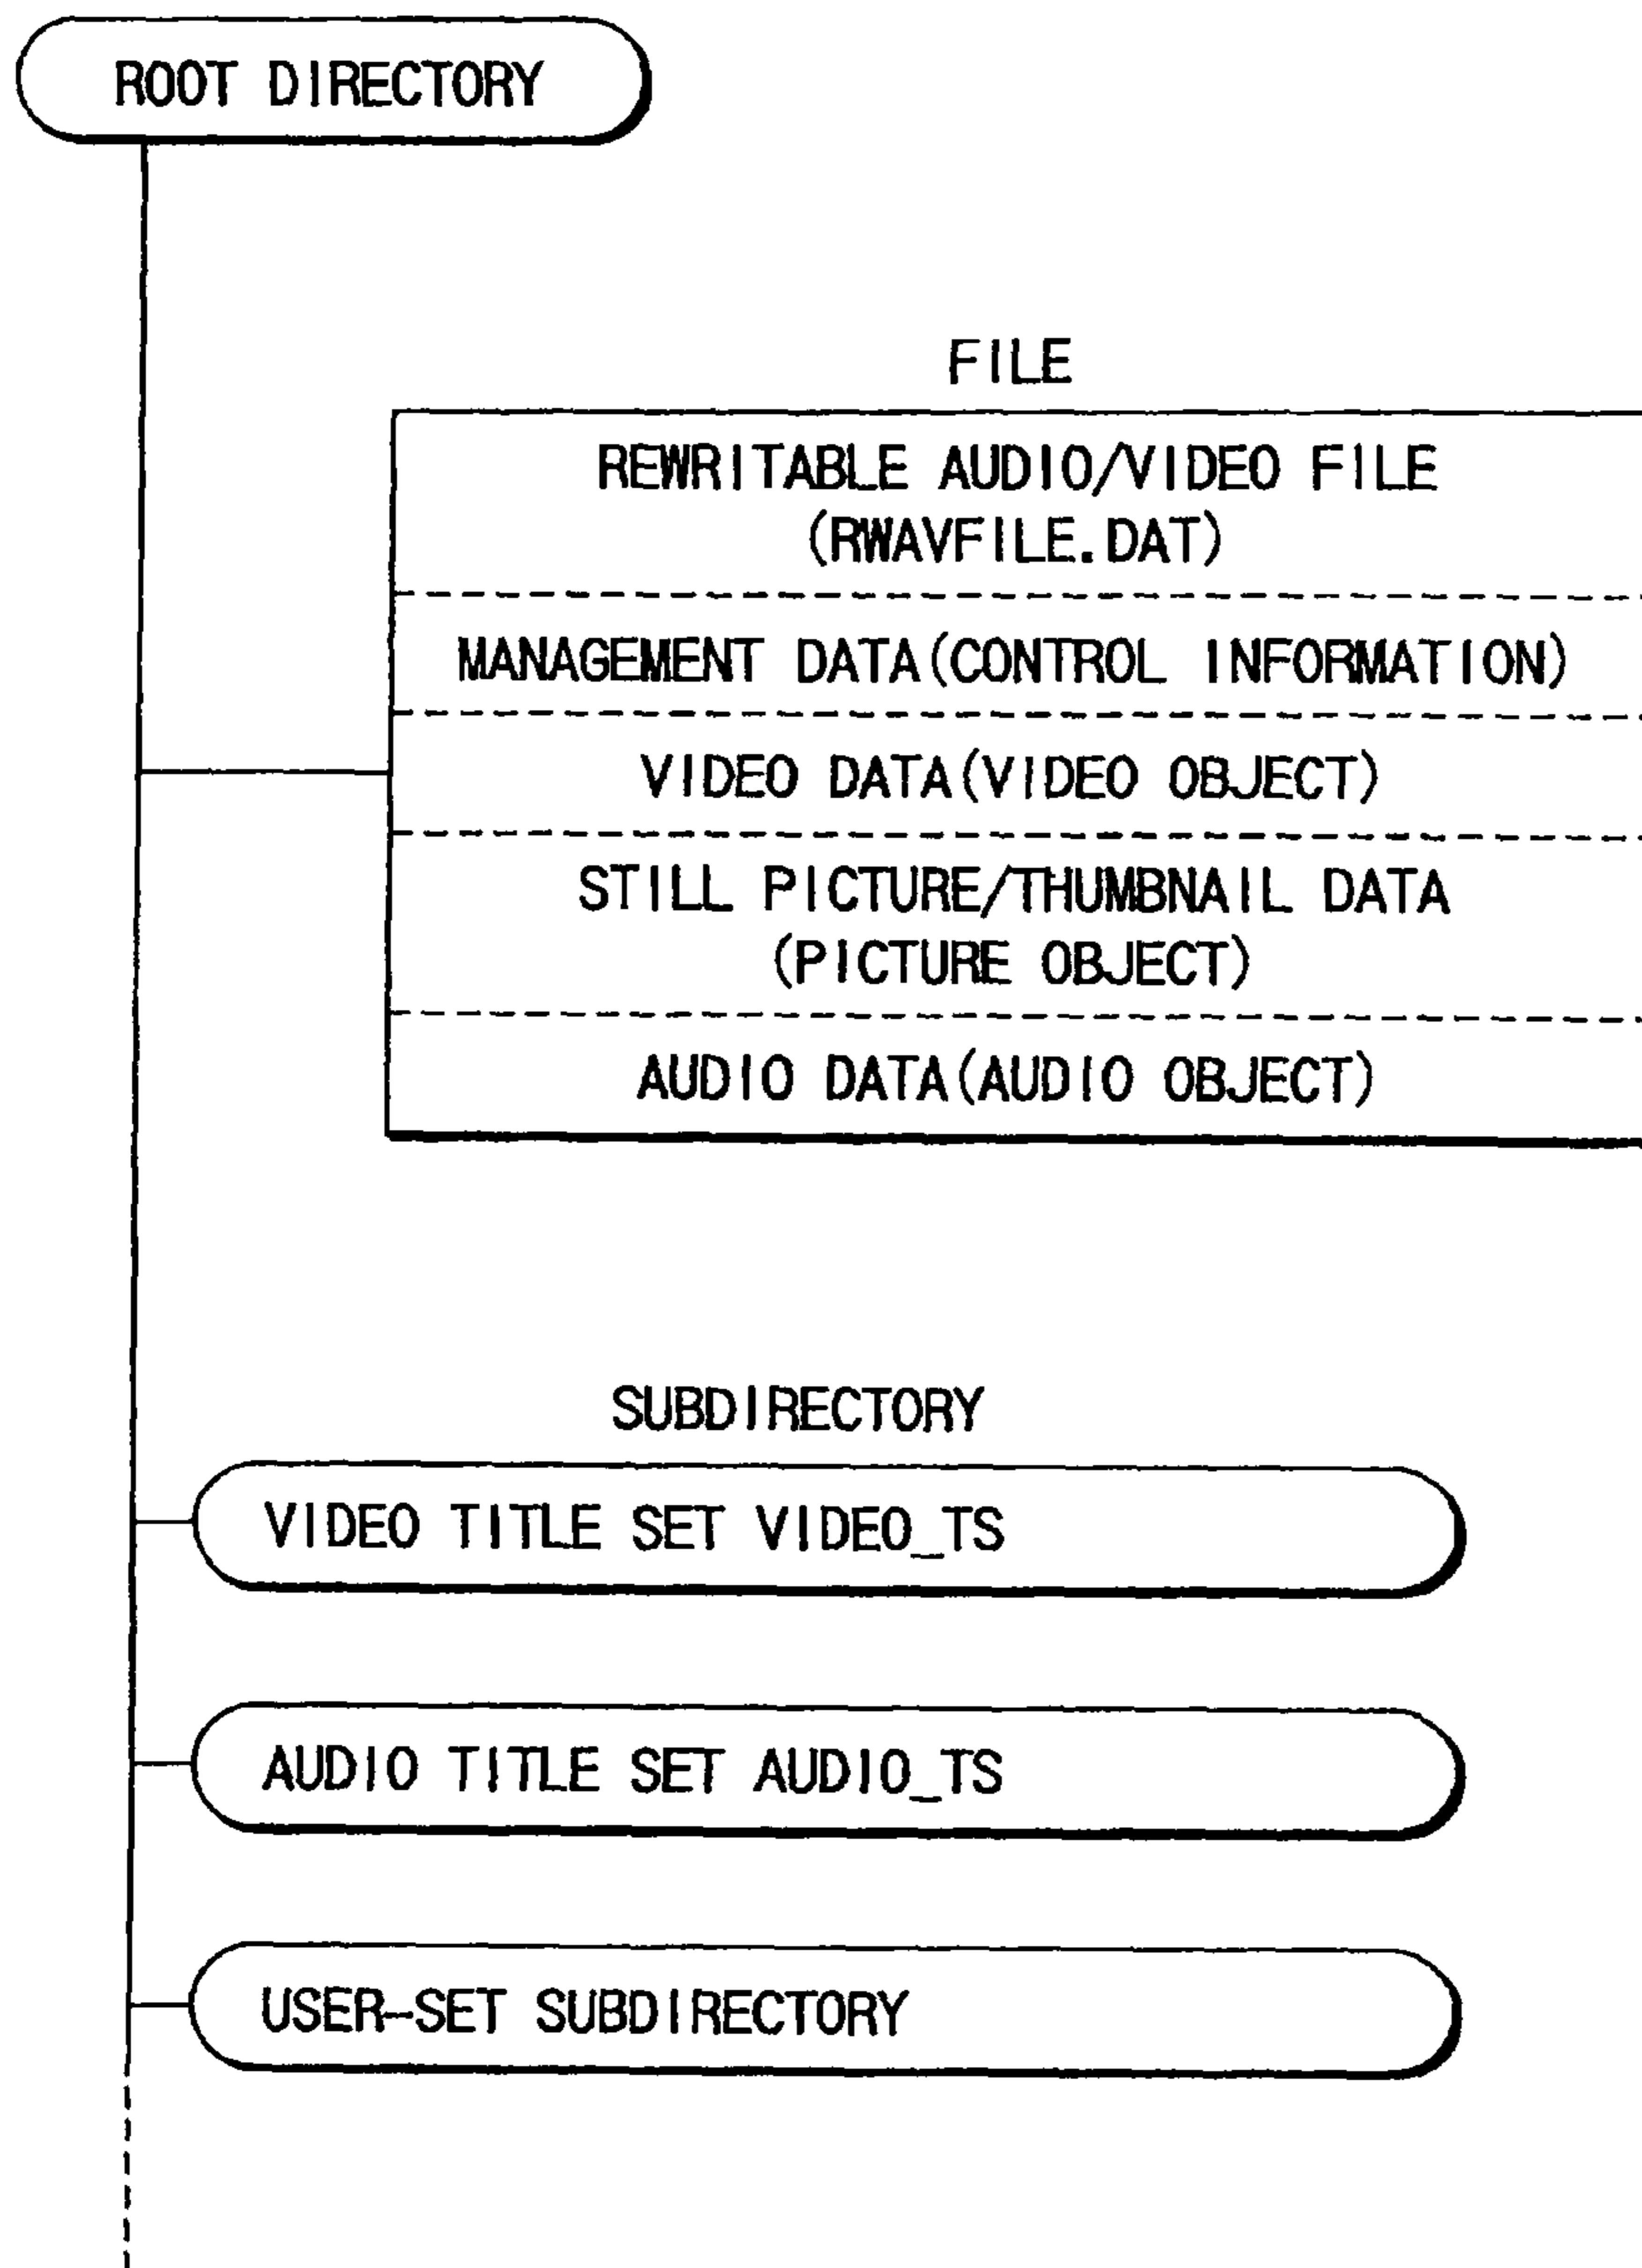 ROOT DIRECTORY
FILE
REWRITABLE AUDIO/VIDEO FILE
(RWAVFILE.DAT)
MANAGEMENT DATA(CONTROL INFORMATION)
VIDEO DATA(VIDEO OBJECT)
STILL PICTURE/THUMBNAIL DATA
(PICTURE OBJECT)
AUDIO DATA(AUDIO OBJECT)
SUBDIRECTORY
VIDEO TITLE SET VIDEO_TS
AUDIO TITLE SET AUDIO_TS
USER-SET SUBDIRECTORY